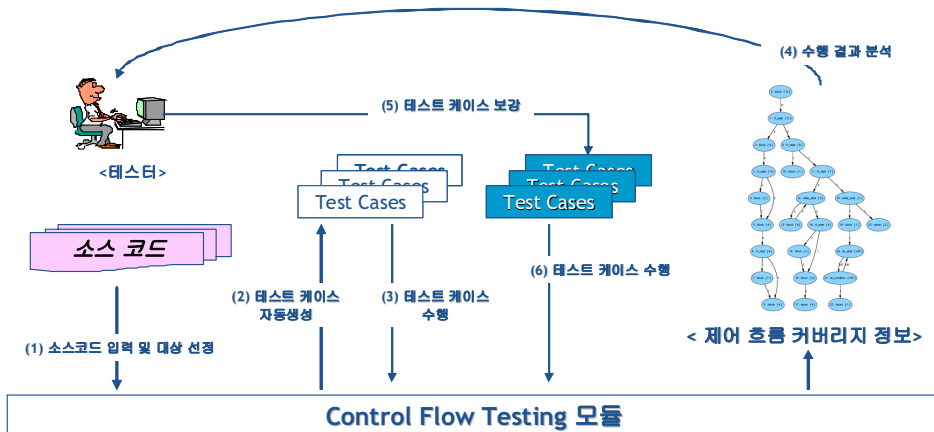 (4) 수행 결과 분석
(5) 테스트 케이스 보강
<테스터>
Test Cases
Test Cases
Test Cases
Test Cases
Test Cases
Test Cases
소스 코드
(2) 테스트 케이스
자동생성
(3) 테스트 케이스
수행
(6) 테스트 케이스 수행
(1) 소스코드 입력 및 대상 선정
< 제어 흐름 커버리지 정보>
Control Flow Testing 모듈